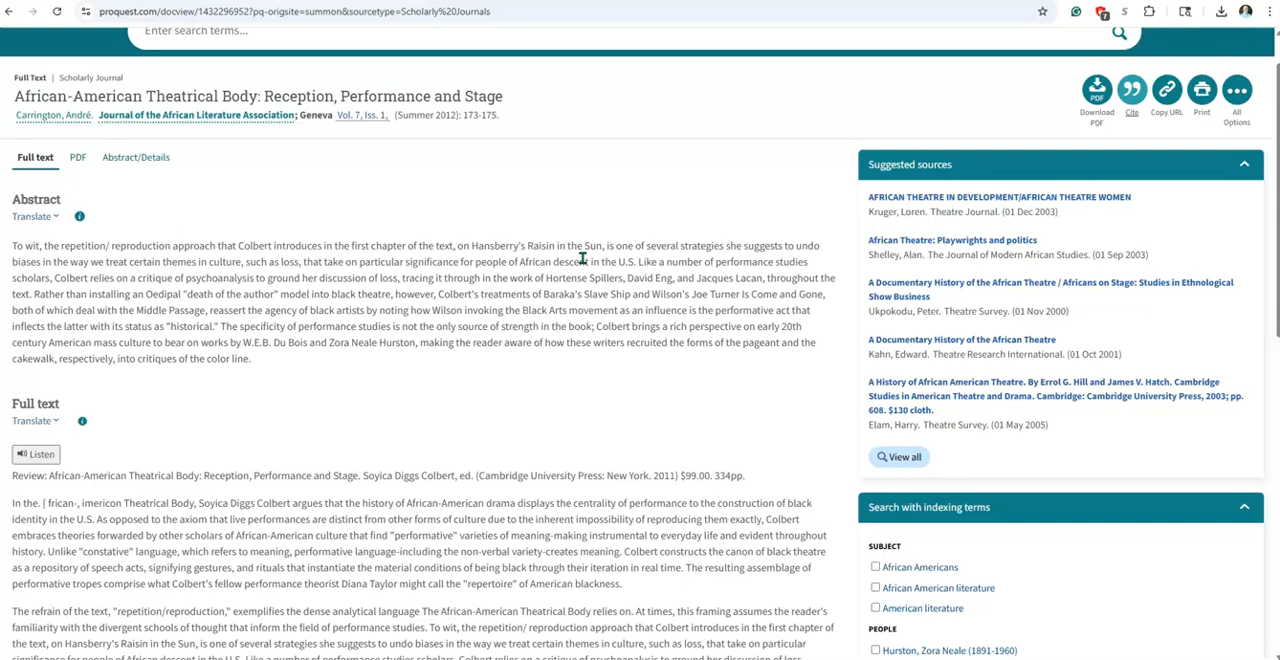 proquest.com/docview/1432296952?pq-origsite=summon&sourcetype=Scholarly%20Journals
7
Enter search terms...
Full Text | Scholarly Journal
African-American Theatrical Body: Reception, Performance and Stage
Carrington, André. Journal of the African Literature Association; Geneva Vol. 7, Iss. 1, (Summer 2012): 173-175.
PDF
Download PDF
Cite
Copy URL
Print
All Options
Full text PDF Abstract/Details
Abstract
Translate
To wit, the repetition/ reproduction approach that Colbert introduces in the first chapter of the text, on Hansberry's Raisin in the Sun, is one of several strategies she suggests to undo
biases in the way we treat certain themes in culture, such as loss, that take on particular significance for people of African descent in the U.S. Like a number of performance studies
scholars, Colbert relies on a critique of psychoanalysis to ground her discussion of loss, tracing it through in the work of Hortense Spillers, David Eng, and Jacques Lacan, throughout the
text. Rather than installing an Oedipal "death of the author" model into black theatre, however, Colbert's treatments of Baraka's Slave Ship and Wilson's Joe Turner Is Come and Gone,
both of which deal with the Middle Passage, reassert the agency of black artists by noting how Wilson invoking the Black Arts movement as an influence is the performative act that
inflects the latter with its status as "historical." The specificity of performance studies is not the only source of strength in the book; Colbert brings a rich perspective on early 20th
century American mass culture to bear on works by W.E.B. Du Bois and Zora Neale Hurston, making the reader aware of how these writers recruited the forms of the pageant and the
cakewalk, respectively, into critiques of the color line.
Full text
Translate
Listen
Review: African-American Theatrical Body: Reception, Performance and Stage. Soyica Diggs Colbert, ed. (Cambridge University Press: New York. 2011) $99.00. 334pp.
In the. [ frican-, imericon Theatrical Body, Soyica Diggs Colbert argues that the history of African-American drama displays the centrality of performance to the construction of black
identity in the U.S. As opposed to the axiom that live performances are distinct from other forms of culture due to the inherent impossibility of reproducing them exactly, Colbert
embraces theories forwarded by other scholars of African-American culture that find "performative" varieties of meaning-making instrumental to everyday life and evident throughout
history. Unlike "constative" language, which refers to meaning, performative language-including the non-verbal variety-creates meaning. Colbert constructs the canon of black theatre
as a repository of speech acts, signifying gestures, and rituals that instantiate the material conditions of being black through their iteration in real time. The resulting assemblage of
performative tropes comprise what Colbert's fellow performance theorist Diana Taylor might call the "repertoire" of American blackness.
The refrain of the text, "repetition/reproduction," exemplifies the dense analytical language The African-American Theatrical Body relies on. At times, this framing assumes the reader's
familiarity with the divergent schools of thought that inform the field of performance studies. To wit, the repetition/ reproduction approach that Colbert introduces in the first chapter of
the text, on Hansberry's Raisin in the Sun, is one of several strategies she suggests to undo biases in the way we treat certain themes in culture, such as loss, that take on particular
significance for people of African descent in the U.S. Like a number of performance studies scholars, Colbert relies on a critique of psychoanalysis to ground her discussion of loss,
Suggested sources
AFRICAN THEATRE IN DEVELOPMENT/AFRICAN THEATRE WOMEN
Kruger, Loren. Theatre Journal. (01 Dec 2003)
African Theatre: Playwrights and politics
Shelley, Alan. The Journal of Modern African Studies. (01 Sep 2003)
A Documentary History of the African Theatre / Africans on Stage: Studies in Ethnological
Show Business
Ukpokodu, Peter. Theatre Survey. (01 Nov 2000)
A Documentary History of the African Theatre
Kahn, Edward. Theatre Research International. (01 Oct 2001)
A History of African American Theatre. By Errol G. Hill and James V. Hatch. Cambridge
Studies in American Theatre and Drama. Cambridge: Cambridge University Press, 2003; pp.
608. $130 cloth.
Elam, Harry. Theatre Survey. (01 May 2005)
View all
Search with indexing terms
SUBJECT
African Americans
African American literature
American literature
PEOPLE
Hurston, Zora Neale (1891-1960)